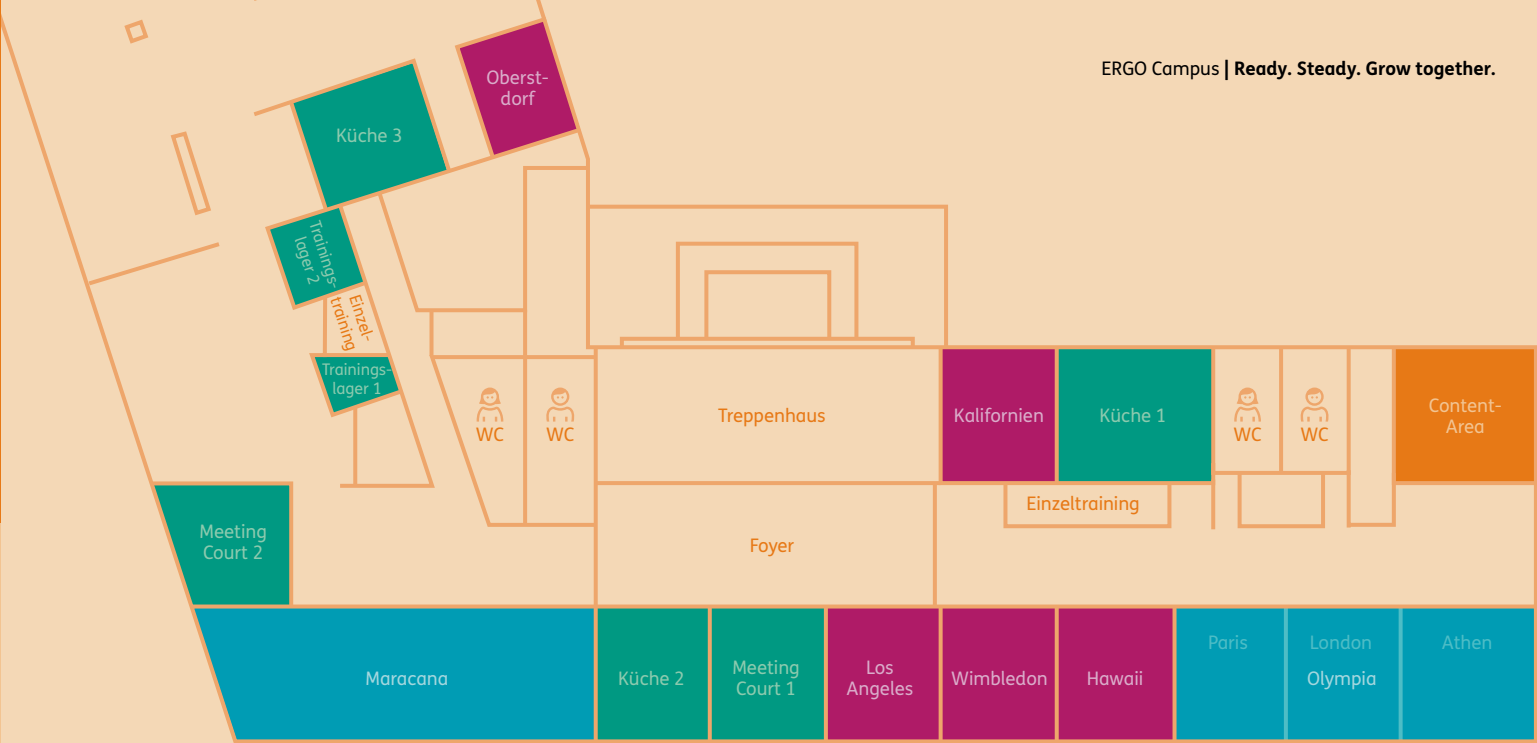 ERGO Campus | Ready. Steady. Grow together.
Oberst-
dorf
Küche 3
Trainings-
lager 2
Einzel-
training
Trainings-
lager 1
WC
WC
Treppenhaus
Kalifornien
Küche 1
WC
WC
Content-
Area
Einzeltraining
Meeting
Court 2
Foyer
Maracana
Küche 2
Meeting
Court 1
Los
Angeles
Wimbledon
Hawaii
Paris
London
Athen
Olympia